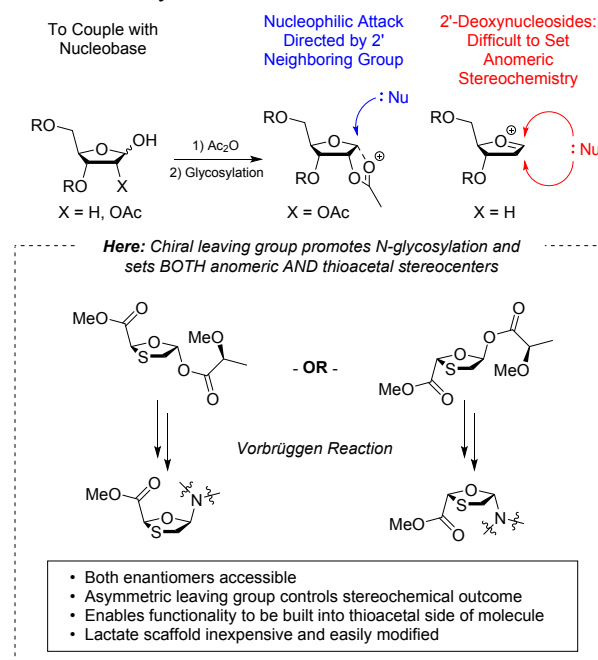 To Couple with
Nucleobase
Nucleophilic Attack
Directed by 2'
Neighboring Group
2'-Deoxynucleosides:
Difficult to Set
Anomeric
Stereochemistry
:Nu
RO
O
OH
RO
X
X = H, OAc
1) Ac2O
2) Glycosylation
RO
O
RO
O
O
⊕
X = OAc
RO
O
⊕
RO
:Nu
X = H
Here: Chiral leaving group promotes N-glycosylation and
sets BOTH anomeric AND thioacetal stereocenters
O
MeO
O
S
O
MeO
O
- OR -
O
O
O
S
MeO
MeO
O
Vorbrüggen Reaction
O
MeO
N
O
S
O
S
MeO
O
N
• Both enantiomers accessible
• Asymmetric leaving group controls stereochemical outcome
• Enables functionality to be built into thioacetal side of molecule
• Lactate scaffold inexpensive and easily modified